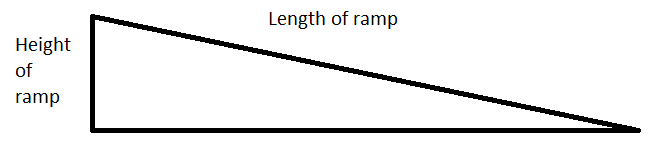 Length of ramp
Height
of
ramp